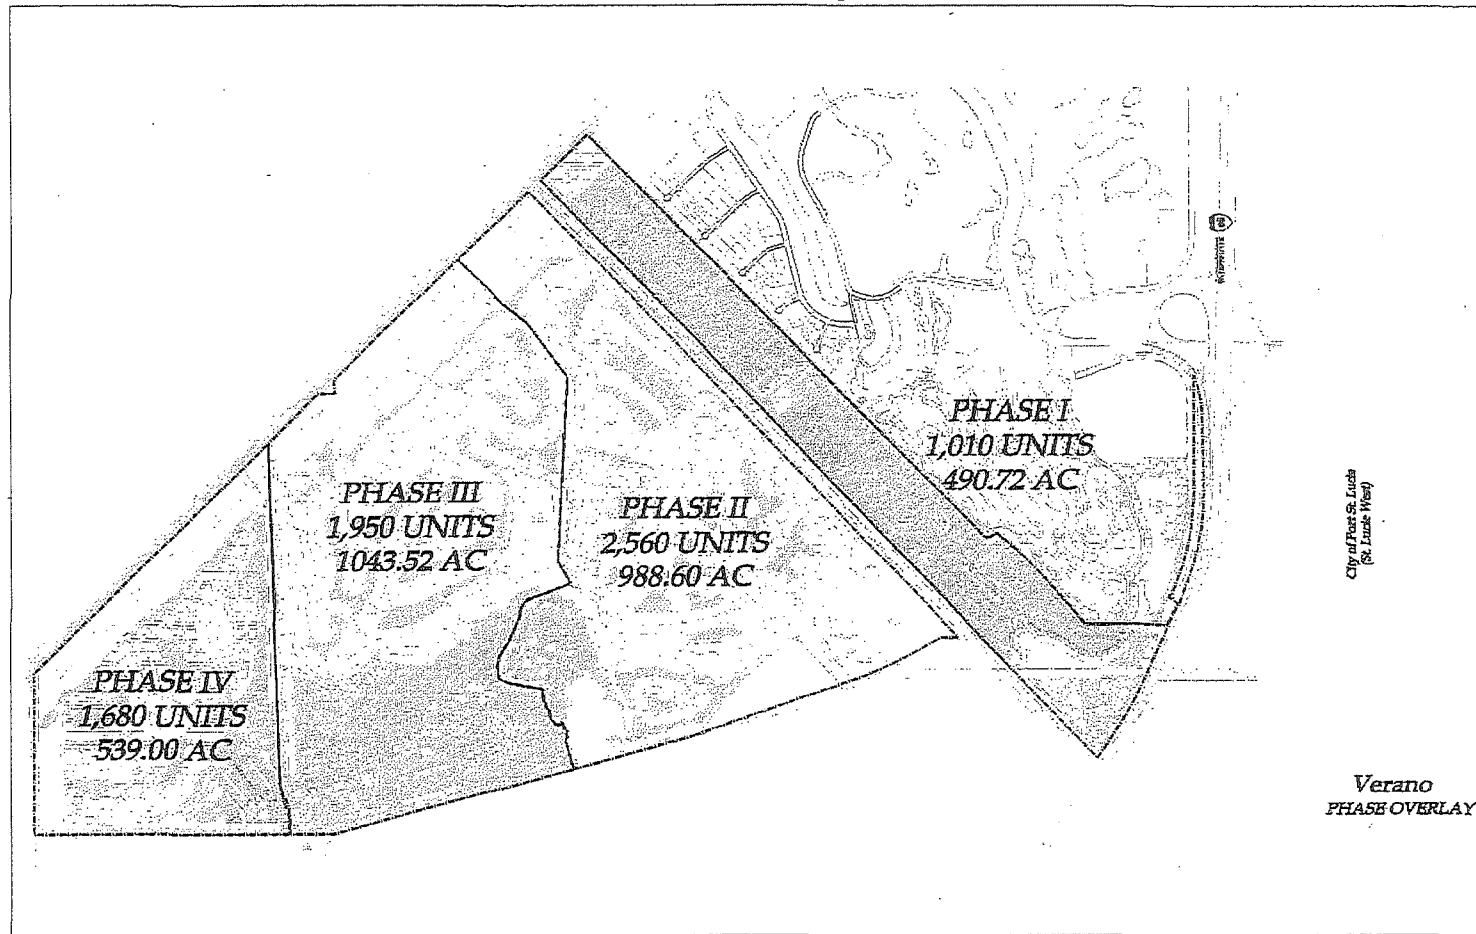 PHASE I
1,010 UNITS
490.72 AC
PHASE III
1,950 UNITS
1043.52 AC
PHASE II
2,560 UNITS
988.60 AC
PHASE IV
1,680 UNITS
539.00 AC
INTERSTATE
95
City of Port St. Lucie
(St. Lucie West)
Verano
PHASE OVERLAY